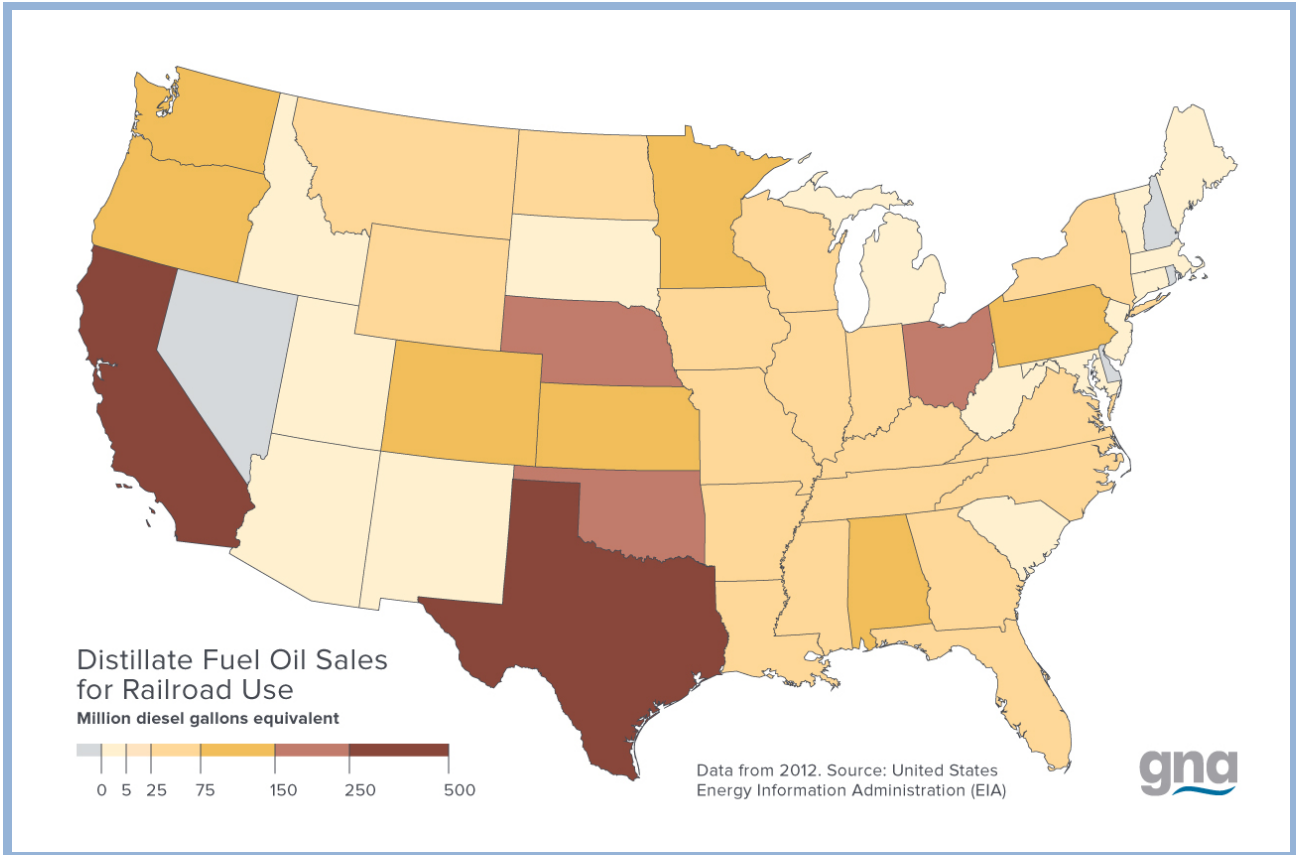 Distillate Fuel Oil Sales
for Railroad Use
Million diesel gallons equivalent
0 5 25 75 150 250 500
Data from 2012. Source: United States
Energy Information Administration (EIA)
gna